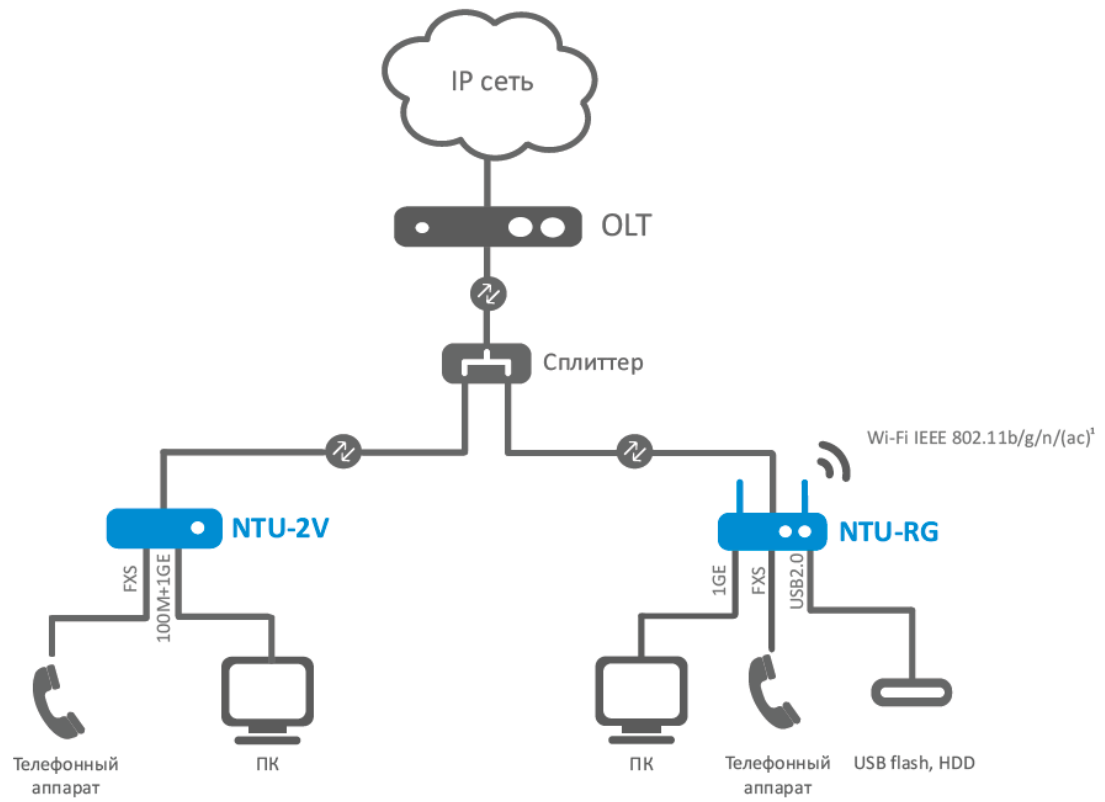 IP сеть
OLT
Сплиттер
Wi-Fi IEEE 802.11b/g/n/(ac)¹
NTU-2V
NTU-RG
FXS
100M+1GE
1GE
FXS
USB2.0
Телефонный
аппарат
ПК
ПК
Телефонный
аппарат
USB flash, HDD